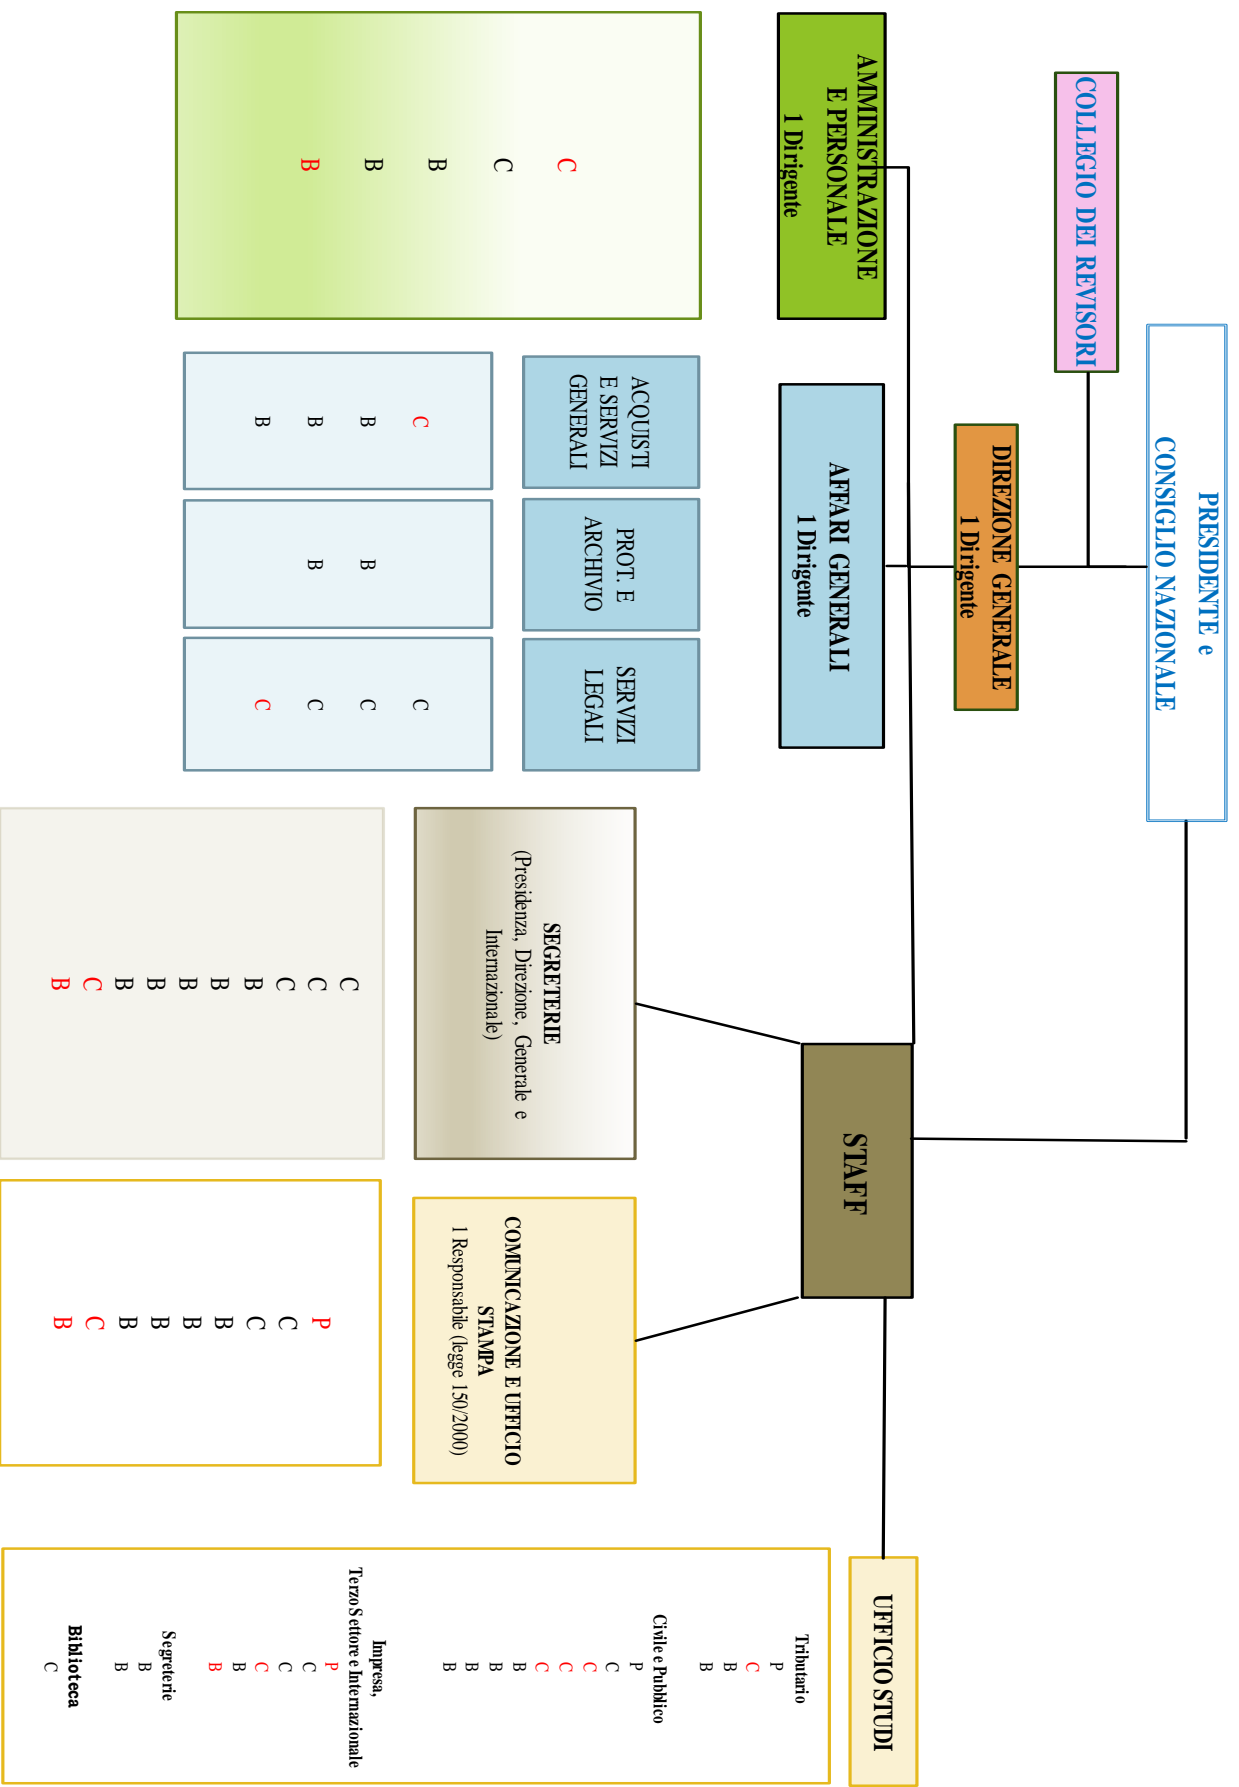 PRESIDENTE e
CONSIGLIO NAZIONALE
COLLEGIO DEI REVISORI
DIREZIONE GENERALE
1 Dirigente
AMMINISTRAZIONE
E PERSONALE
1 Dirigente
AFFARI GENERALI
1 Dirigente
STAFF
UFFICIO STUDI
C
C
B
B
B
ACQUISTI
E SERVIZI
GENERALI
C
B
B
B
PROT. E
ARCHIVIO
B
B
SERVIZI
LEGALI
C
C
C
C
SEGRETERIE
(Presidenza, Direzione, Generale e
Internazionale)
C
C
C
B
B
B
B
B
C
B
COMUNICAZIONE E UFFICIO
STAMPA
1 Responsabile (legge 150/2000)
P
C
C
B
B
B
B
C
B
Tributario
P
C
B
B
Civile e Pubblico
P
C
C
C
C
B
B
B
B
Impresa,
Terzo Settore e Internazionale
P
C
C
C
B
B
Segreterie
B
B
Biblioteca
C